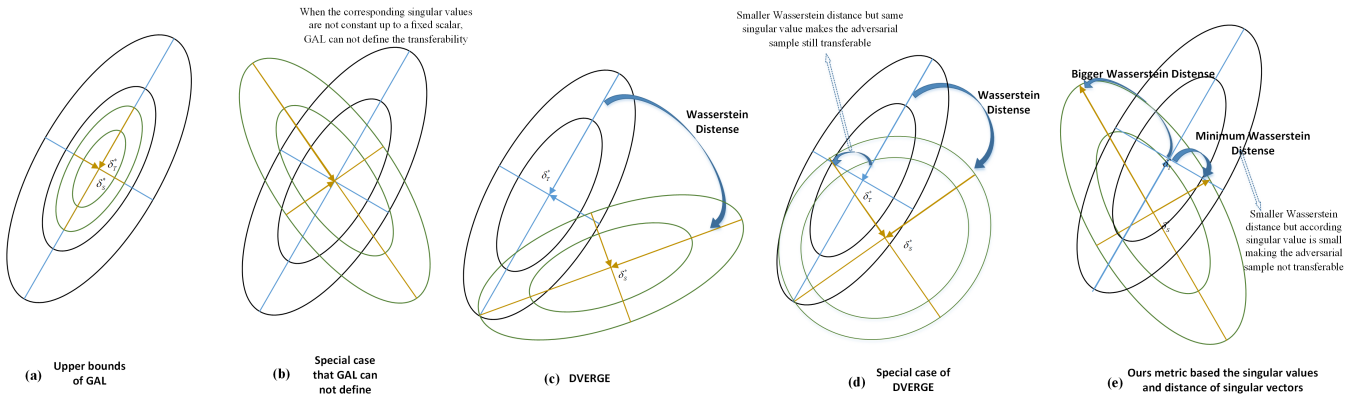 When the corresponding singular values
are not constant up to a fixed scalar,
GAL can not define the transferability
Smaller Wasserstein distance but same
singular value makes the adversarial
sample still transferable
δ*τ
δ*s
Wasserstein
Distense
δ*τ
δ*s
Wasserstein
Distense
δ*τ
δ*s
Bigger Wasserstein Distense
Minimum Wasserstein
Distense
Smaller Wasserstein
distance but according
singular value is small
making the adversarial
sample not transferable
(a)
Upper bounds
of GAL
(b)
Special case
that GAL can
not define
(c) DVERGE
(d)
Special case of
DVERGE
(e)
Ours metric based the singular values
and distance of singular vectors